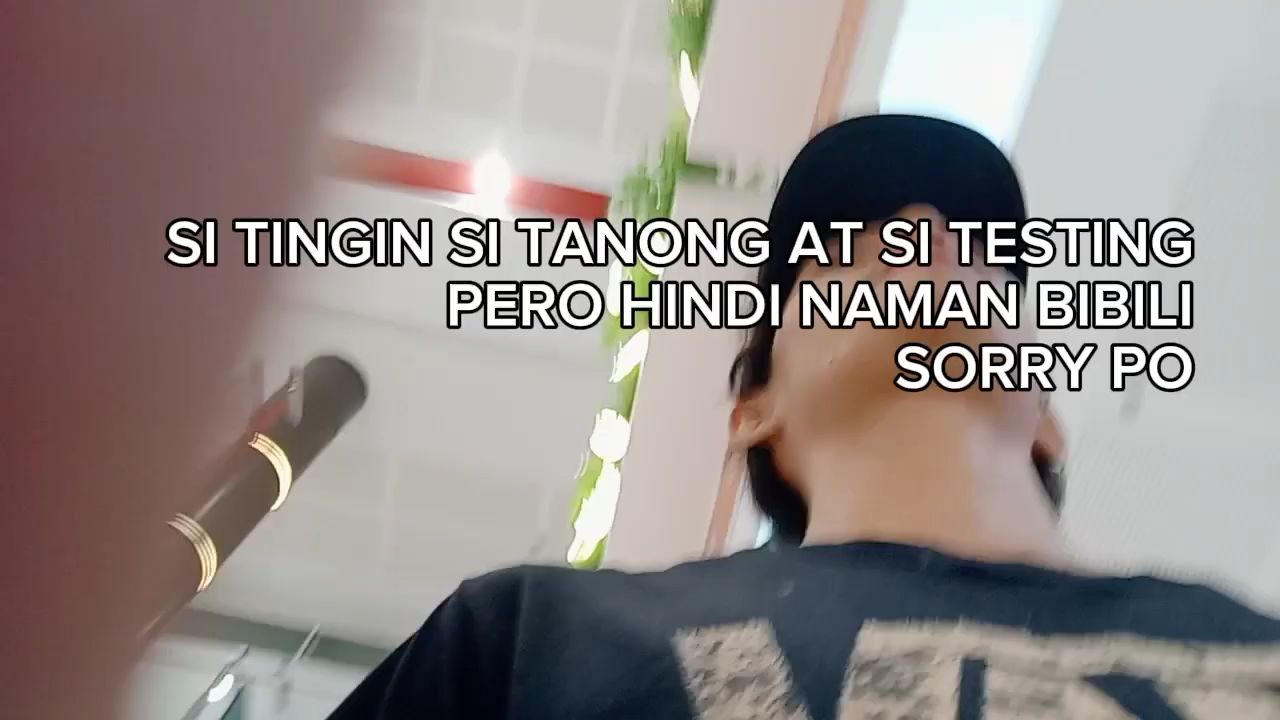 SI TINGIN SI TANONG AT SI TESTING
PERO HINDI NAMAN BIBILI
SORRY PO